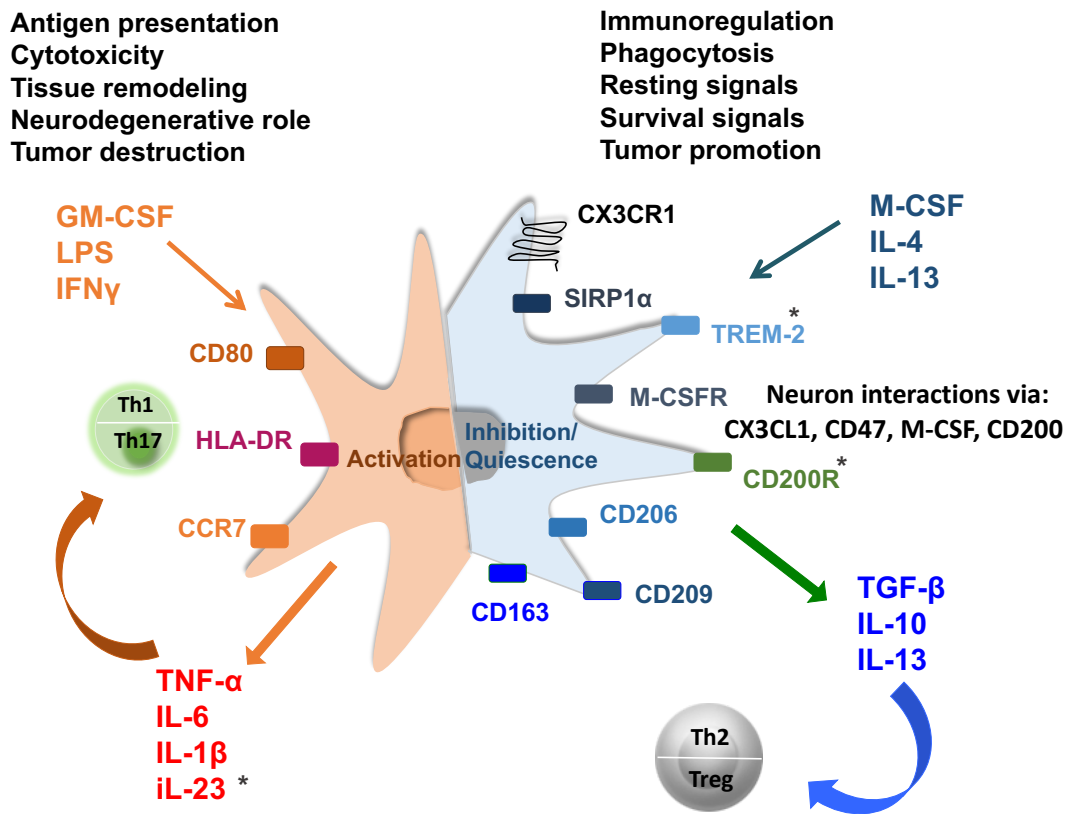 Antigen presentation
Cytotoxicity
Tissue remodeling
Neurodegenerative role
Tumor destruction
Immunoregulation
Phagocytosis
Resting signals
Survival signals
Tumor promotion
GM-CSF
LPS
IFNγ
CX3CR1
M-CSF
IL-4
IL-13
SIRP1α
TREM-2*
CD80
M-CSFR
Neuron interactions via:
CX3CL1, CD47, M-CSF, CD200
Th1
Th17
HLA-DR
Activation
Inhibition/
Quiescence
CD200R*
CCR7
CD206
CD209
CD163
TGF-β
IL-10
IL-13
TNF-α
IL-6
IL-1β
iL-23 *
Th2
Treg